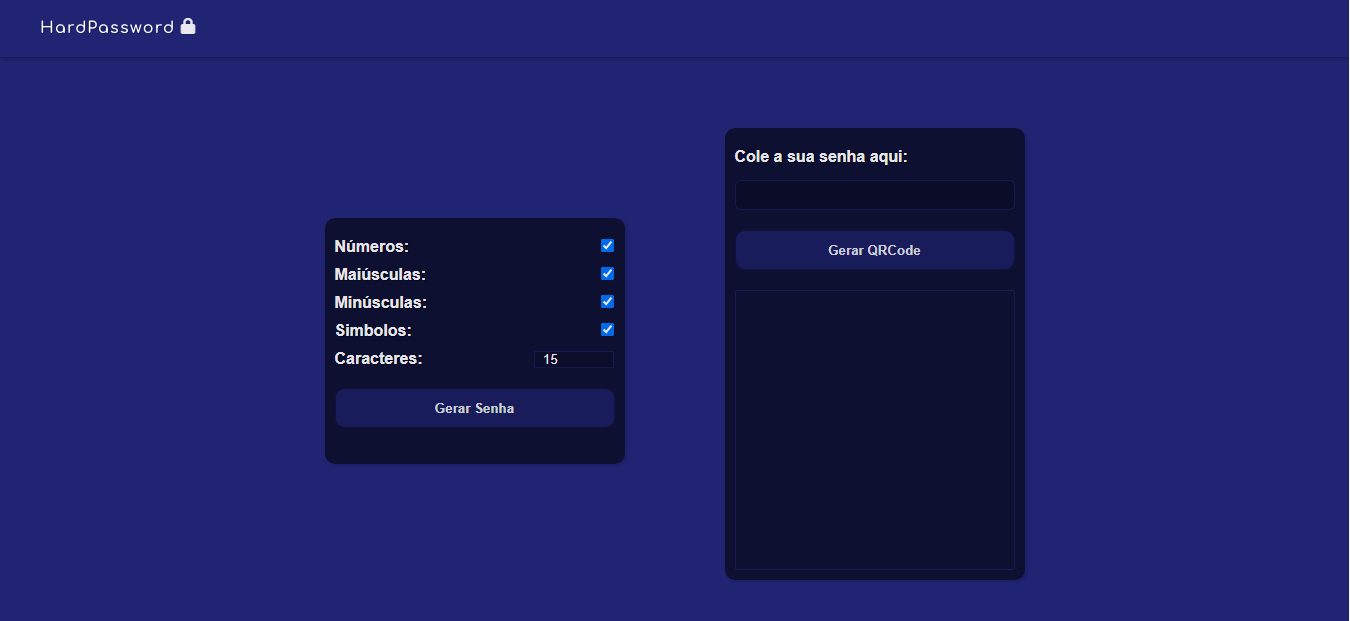 HardPassword
Números:
Maiúsculas:
Minúsculas:
Simbolos:
Caracteres: 15
Gerar Senha
Cole a sua senha aqui:
Gerar QRCode